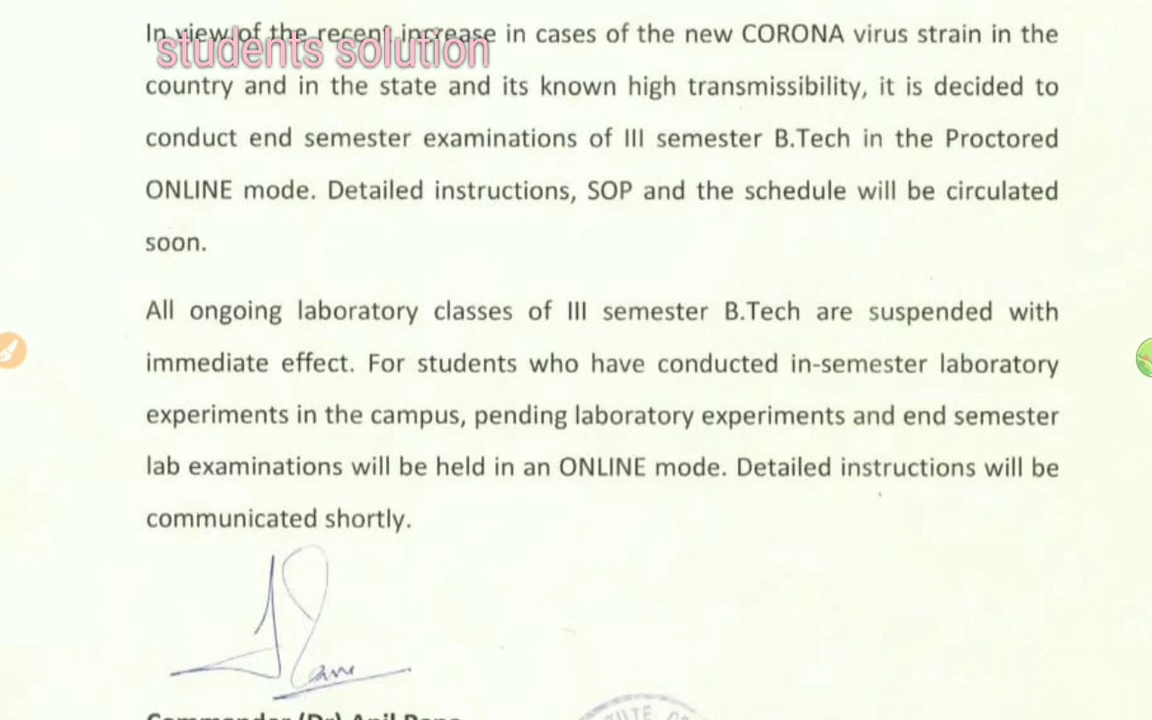 In view of the recent increase in cases of the new CORONA virus strain in the
students solution
country and in the state and its known high transmissibility, it is decided to
conduct end semester examinations of III semester B.Tech in the Proctored
ONLINE mode. Detailed instructions, SOP and the schedule will be circulated
soon.
All ongoing laboratory classes of III semester B.Tech are suspended with
immediate effect. For students who have conducted in-semester laboratory
experiments in the campus, pending laboratory experiments and end semester
lab examinations will be held in an ONLINE mode. Detailed instructions will be
communicated shortly.
Commander (Dr) Anil Rana